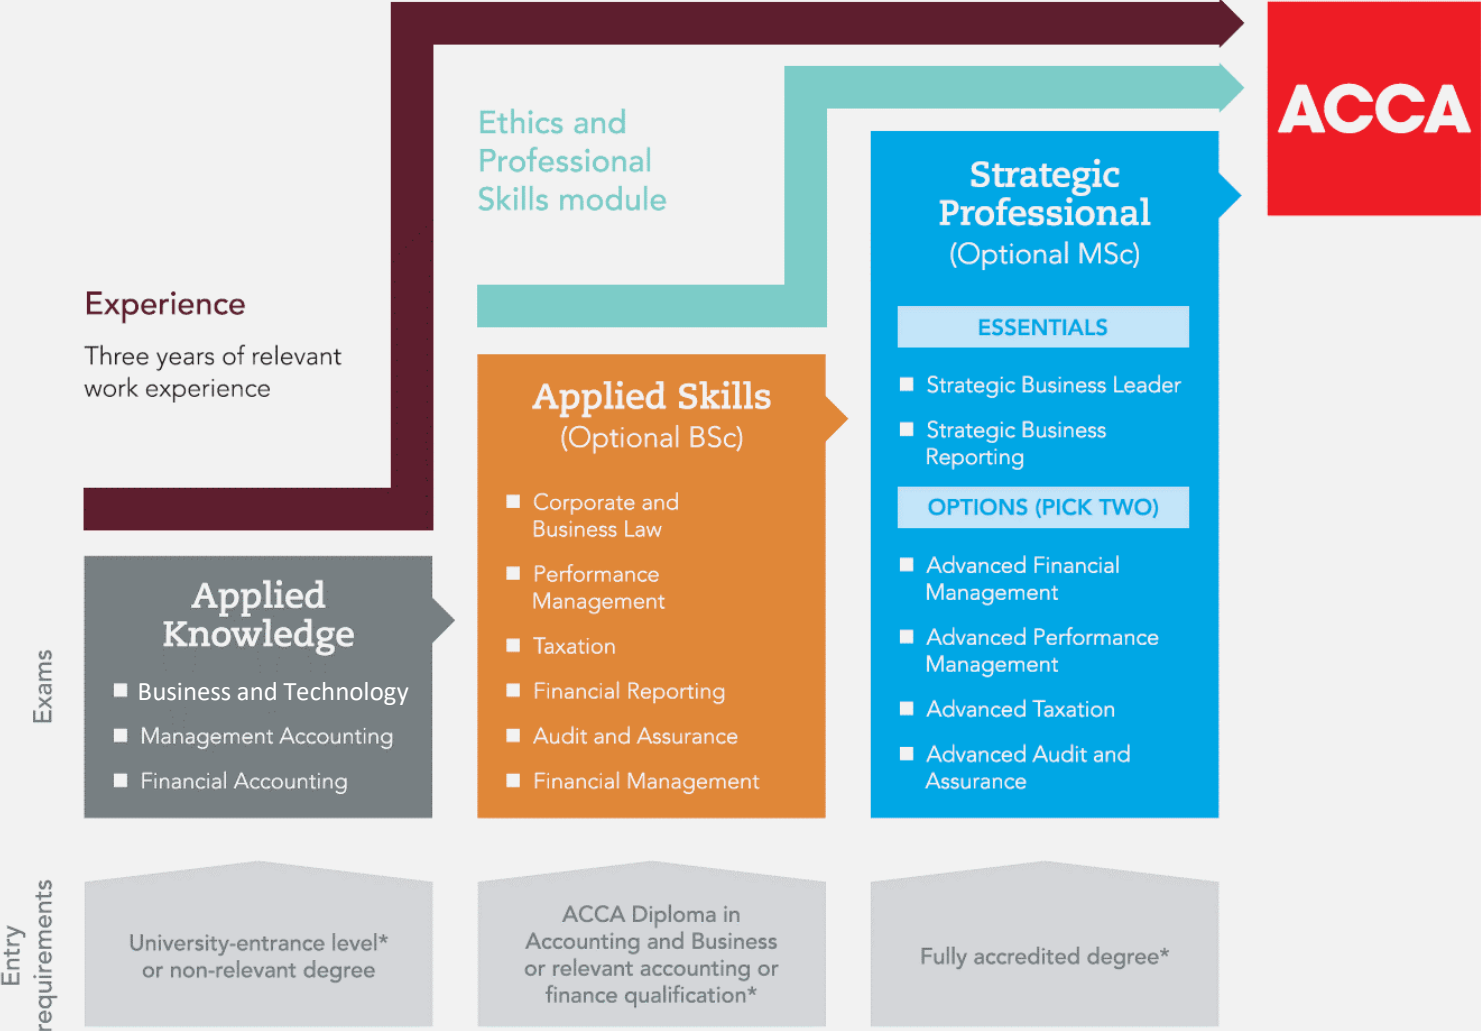 ACCA
Ethics and
Professional
Skills module
Experience
Three years of relevant
work experience
Exams
Applied
Knowledge
Business and Technology
Management Accounting
Financial Accounting
Applied Skills
(Optional BSc)
Corporate and
Business Law
Performance
Management
Taxation
Financial Reporting
Audit and Assurance
Financial Management
Strategic
Professional
(Optional MSc)
ESSENTIALS
Strategic Business Leader
Strategic Business
Reporting
OPTIONS (PICK TWO)
Advanced Financial
Management
Advanced Performance
Management
Advanced Taxation
Advanced Audit and
Assurance
Entry
requirements
University-entrance level*
or non-relevant degree
ACCA Diploma in
Accounting and Business
or relevant accounting or
finance qualification*
Fully accredited degree*